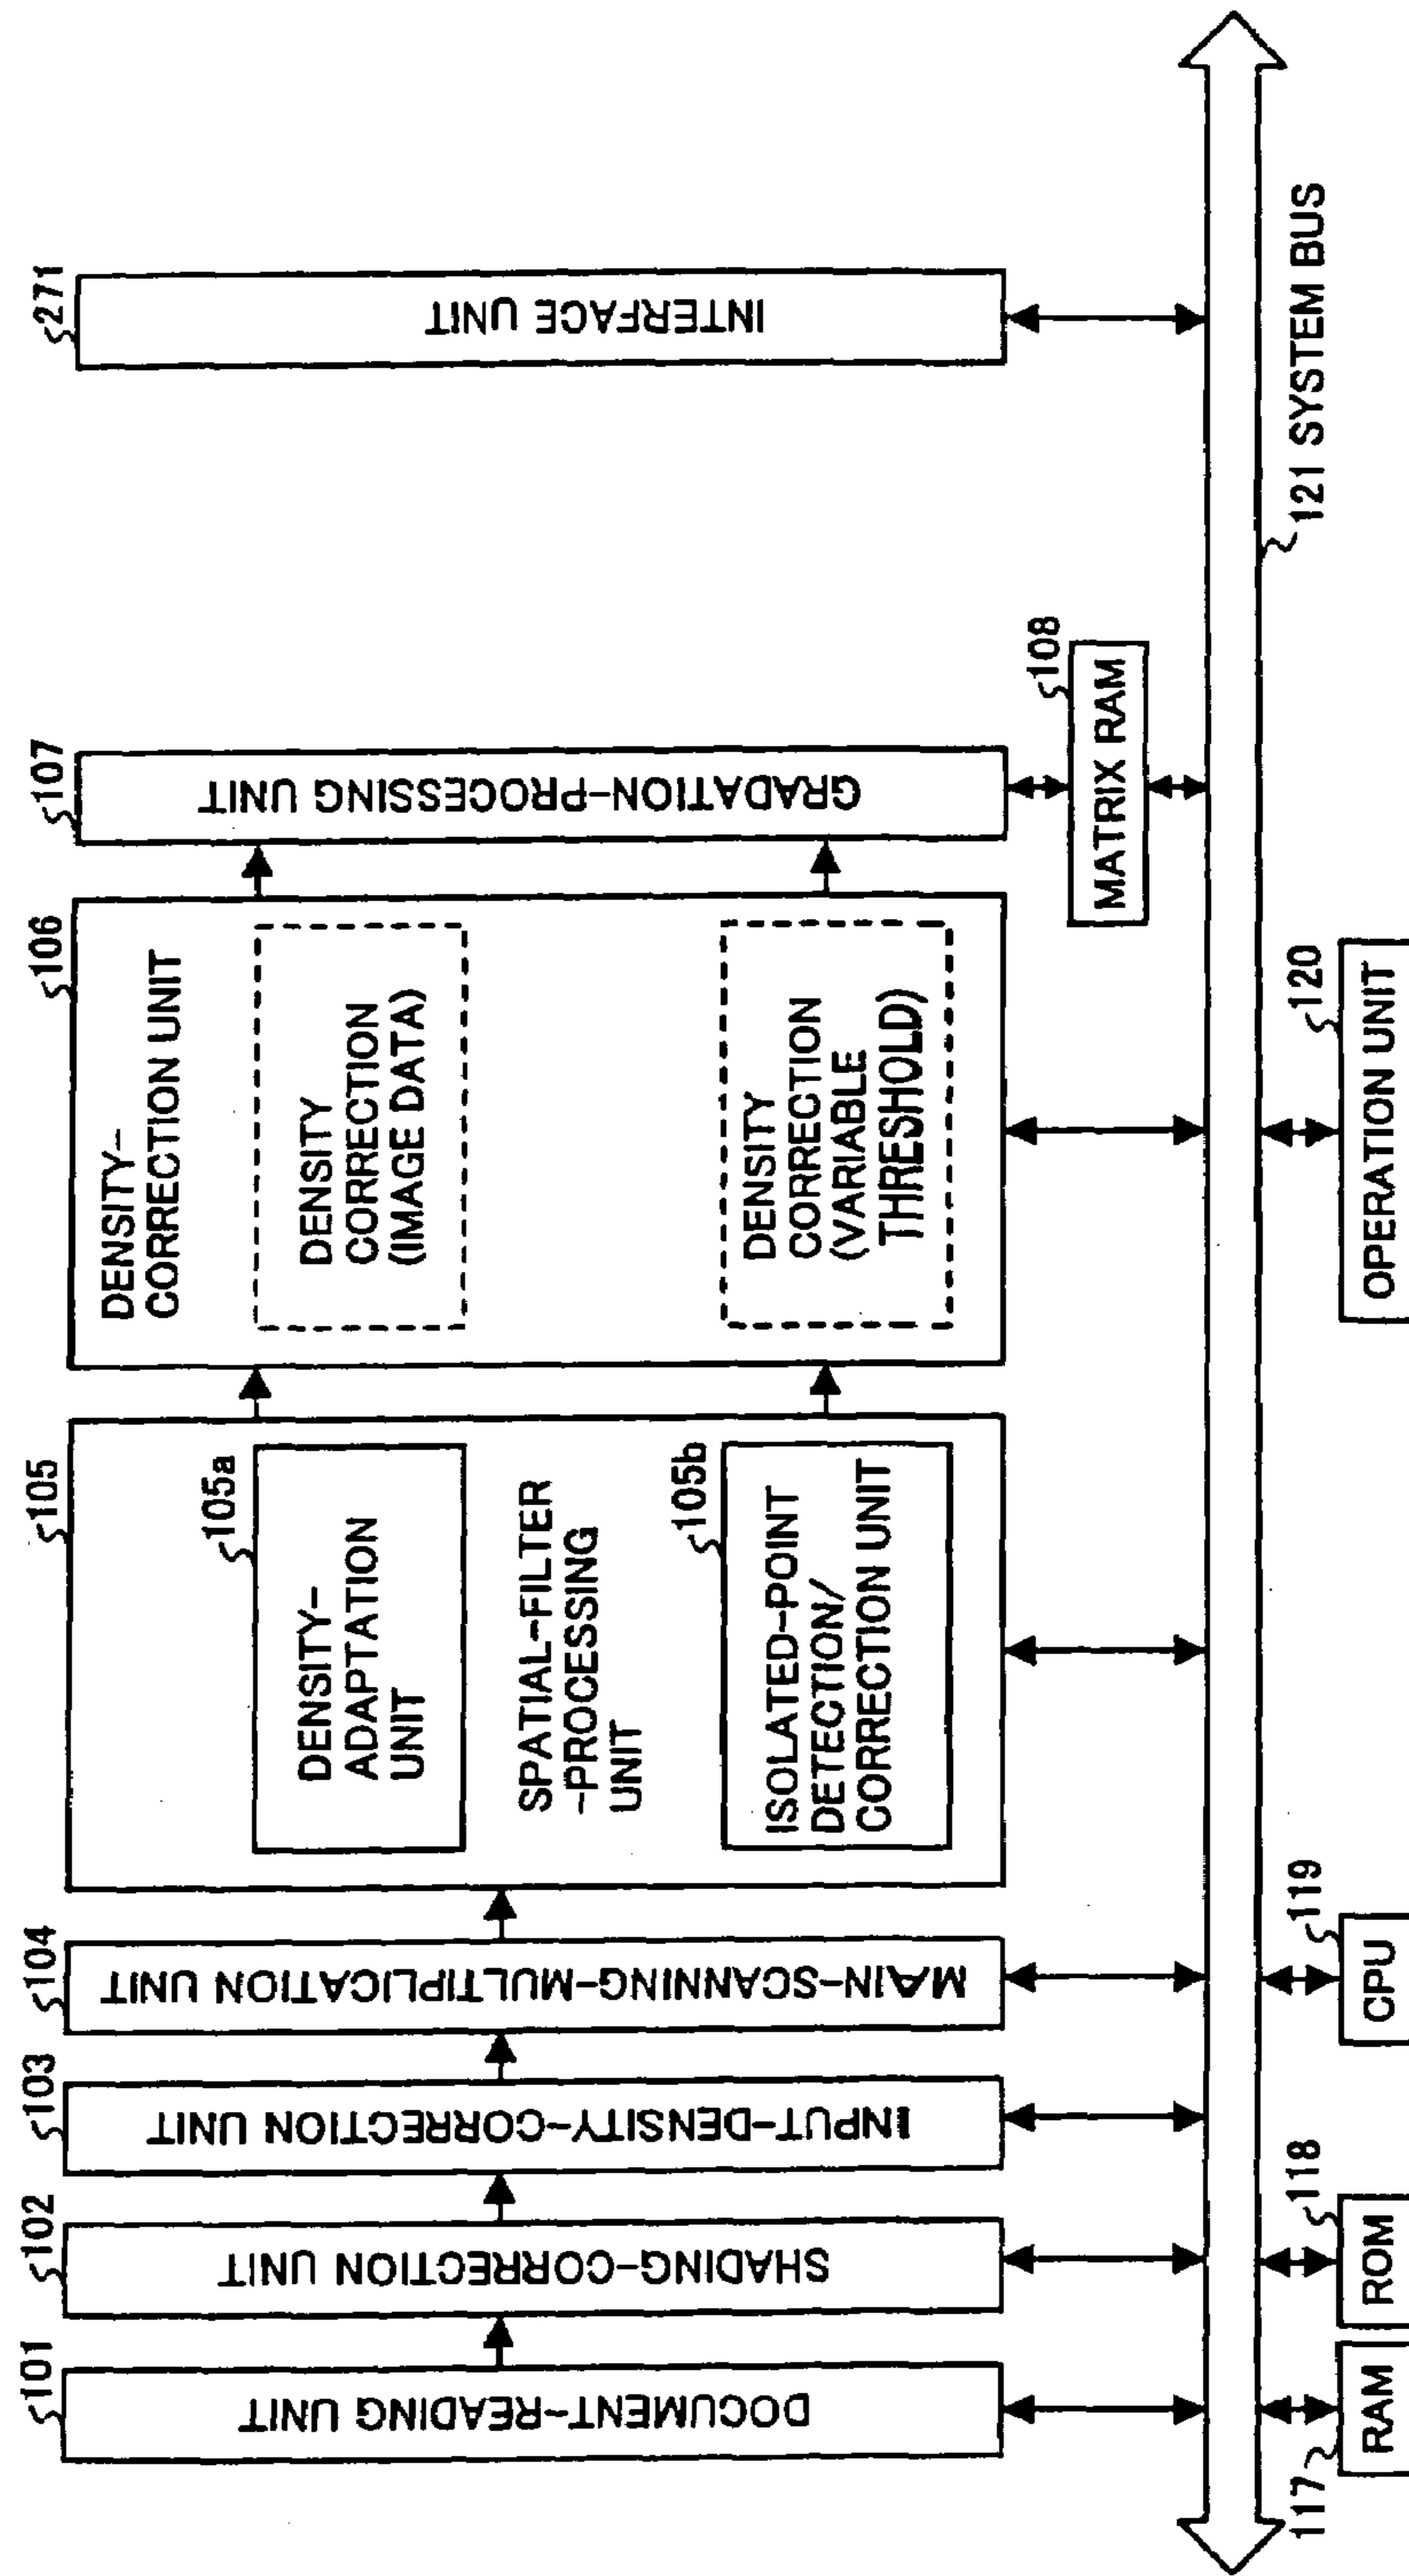 101
DOCUMENT-READING UNIT
102
SHADING-CORRECTION UNIT
103
INPUT-DENSITY-CORRECTION UNIT
104
MAIN-SCANNING-MULTIPLICATION UNIT
105
105a
DENSITY-
ADAPTATION
UNIT
SPATIAL-FILTER
-PROCESSING
UNIT
105b
ISOLATED-POINT
DETECTION/
CORRECTION UNIT
106
DENSITY-
CORRECTION UNIT
DENSITY
CORRECTION
(IMAGE DATA)
DENSITY
CORRECTION
(VARIABLE
THRESHOLD)
107
GRADATION-PROCESSING UNIT
108
MATRIX RAM
271
INTERFACE UNIT
121 SYSTEM BUS
117
RAM
118
ROM
119
CPU
120
OPERATION UNIT